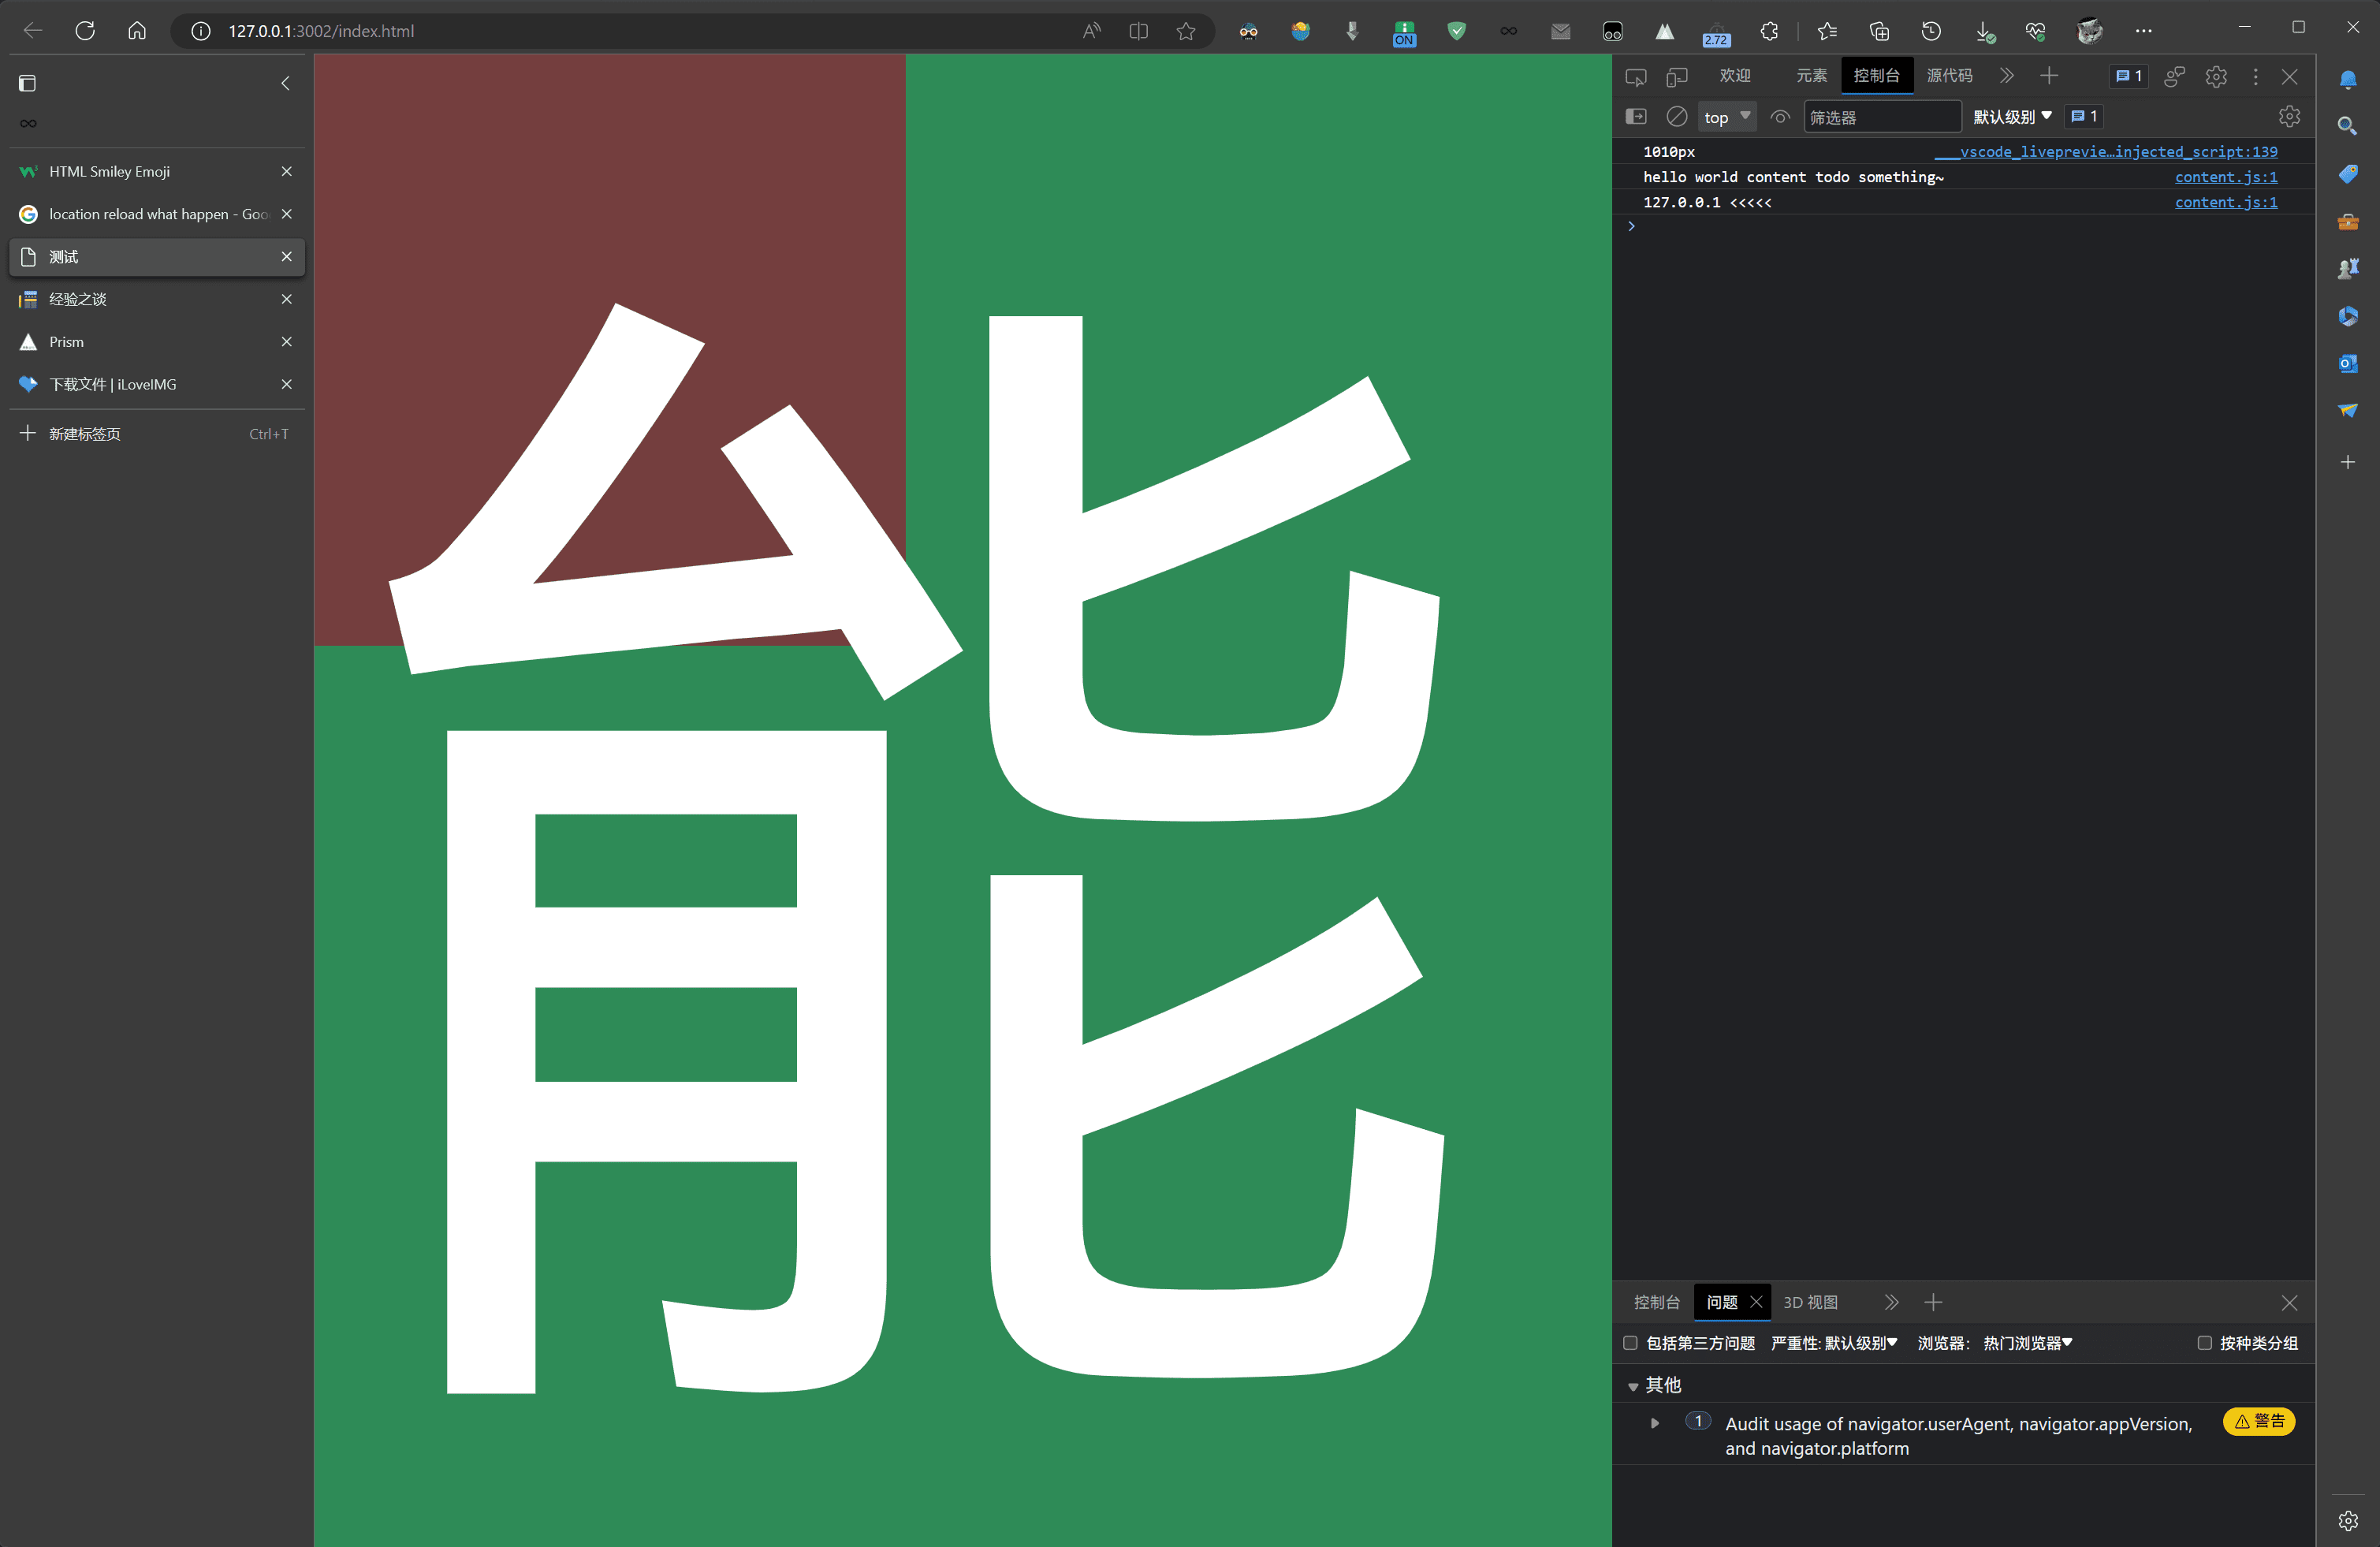 127.0.0.1:3002/index.html
ON
2.72
HTML Smiley Emoji
location reload what happen - Goo
测试
经验之谈
Prism
下载文件 | iLoveIMG
新建标签页 Ctrl+T
能
欢迎 元素 控制台 源代码 1
top 筛选器 默认级别 1
1010px ___vscode_liveprevie…injected_script:139
hello world content todo something~ content.js:1
127.0.0.1 <<<<< content.js:1
控制台 问题 3D 视图
包括第三方问题 严重性: 默认级别 浏览器: 热门浏览器 按种类分组
其他
1 Audit usage of navigator.userAgent, navigator.appVersion, 警告
and navigator.platform